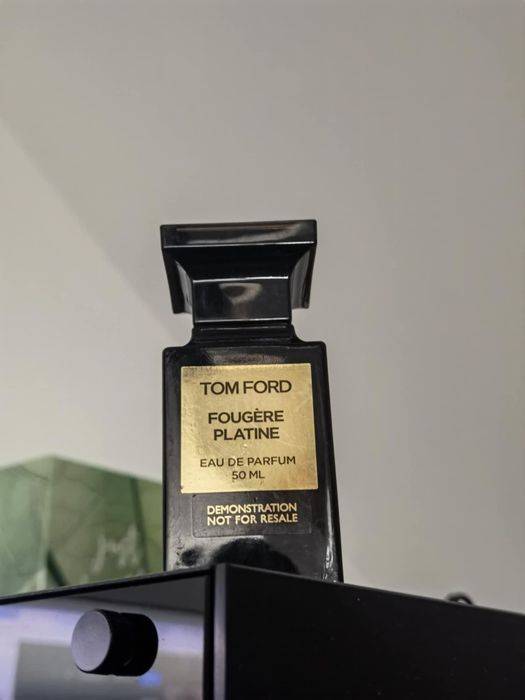 TOM FORD
FOUGÈRE
PLATINE
EAU DE PARFUM
50 ML
DEMONSTRATION
NOT FOR RESALE